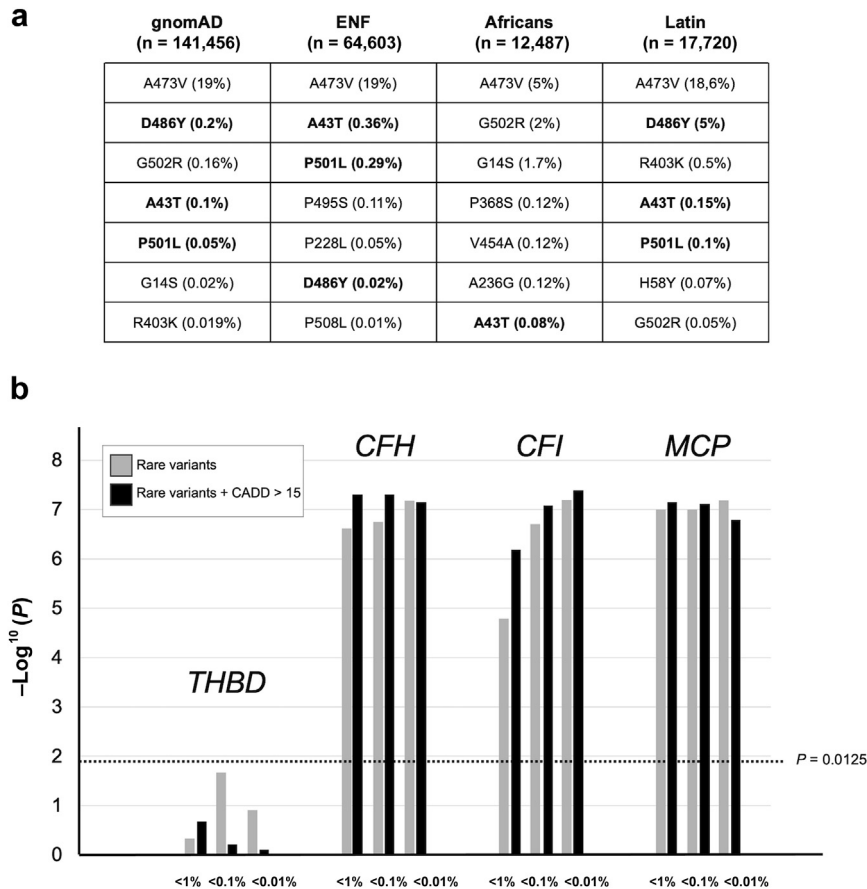 a
gnomAD ENF Africans Latin
(n = 141,456) (n = 64,603) (n = 12,487) (n = 17,720)
A473V (19%) A473V (19%) A473V (5%) A473V (18,6%)
D486Y (0.2%) A43T (0.36%) G502R (2%) D486Y (5%)
G502R (0.16%) P501L (0.29%) G14S (1.7%) R403K (0.5%)
A43T (0.1%) P495S (0.11%) P368S (0.12%) A43T (0.15%)
P501L (0.05%) P228L (0.05%) V454A (0.12%) P501L (0.1%)
G14S (0.02%) D486Y (0.02%) A236G (0.12%) H58Y (0.07%)
R403K (0.019%) P508L (0.01%) A43T (0.08%) G502R (0.05%)
b
CFH CFI MCP
Rare variants
Rare variants + CADD > 15
THBD
–Log¹⁰ (P)
8
7
6
5
4
3
2
1
0
P = 0.0125
<1% <0.1% <0.01% <1% <0.1% <0.01% <1% <0.1% <0.01% <1% <0.1% <0.01%